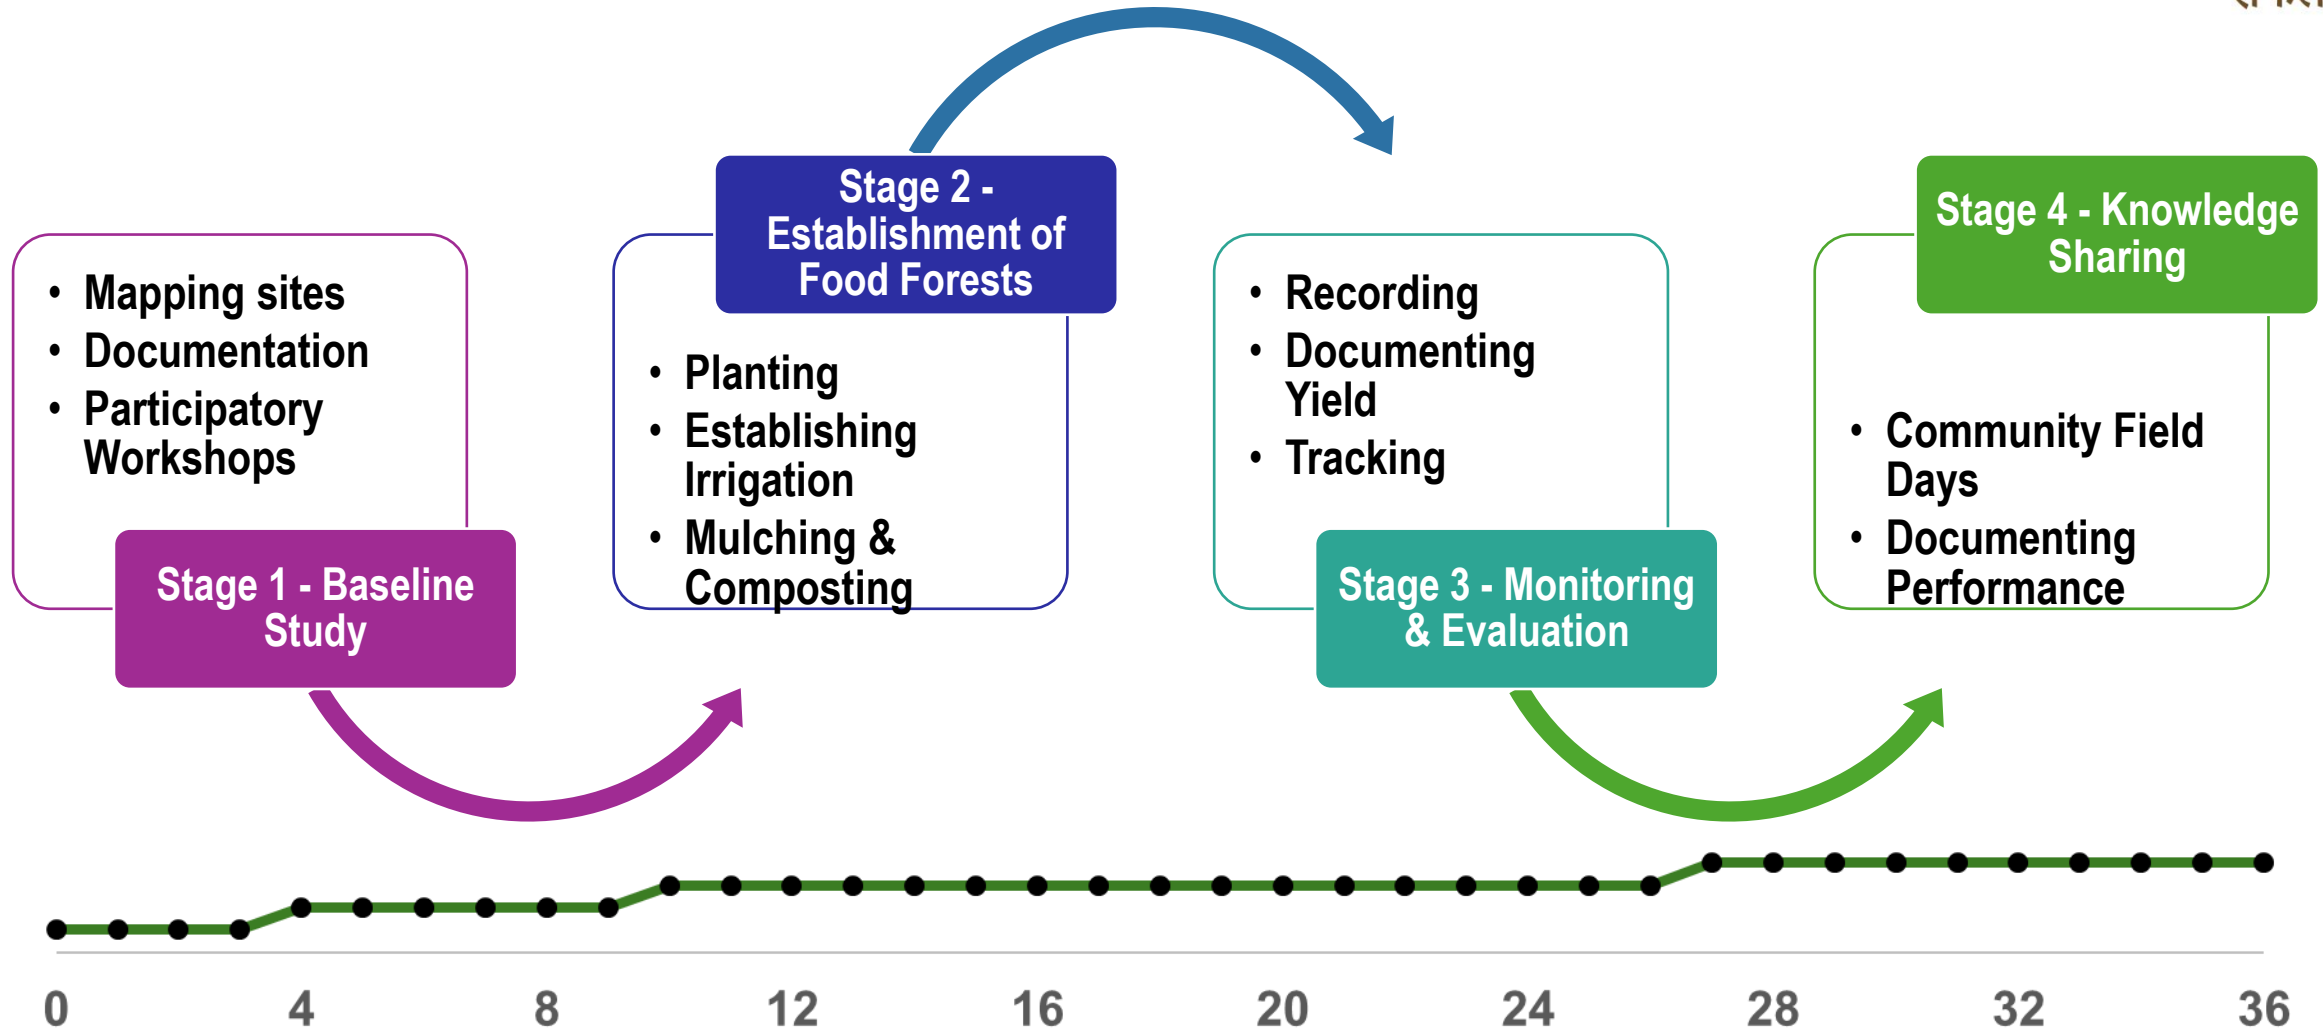 • Mapping sites
• Documentation
• Participatory
Workshops
Stage 1 - Baseline
Study
Stage 2 -
Establishment of
Food Forests
• Planting
• Establishing
Irrigation
• Mulching &
Composting
• Recording
• Documenting
Yield
• Tracking
Stage 3 - Monitoring
& Evaluation
Stage 4 - Knowledge
Sharing
• Community Field
Days
• Documenting
Performance
0 4 8 12 16 20 24 28 32 36